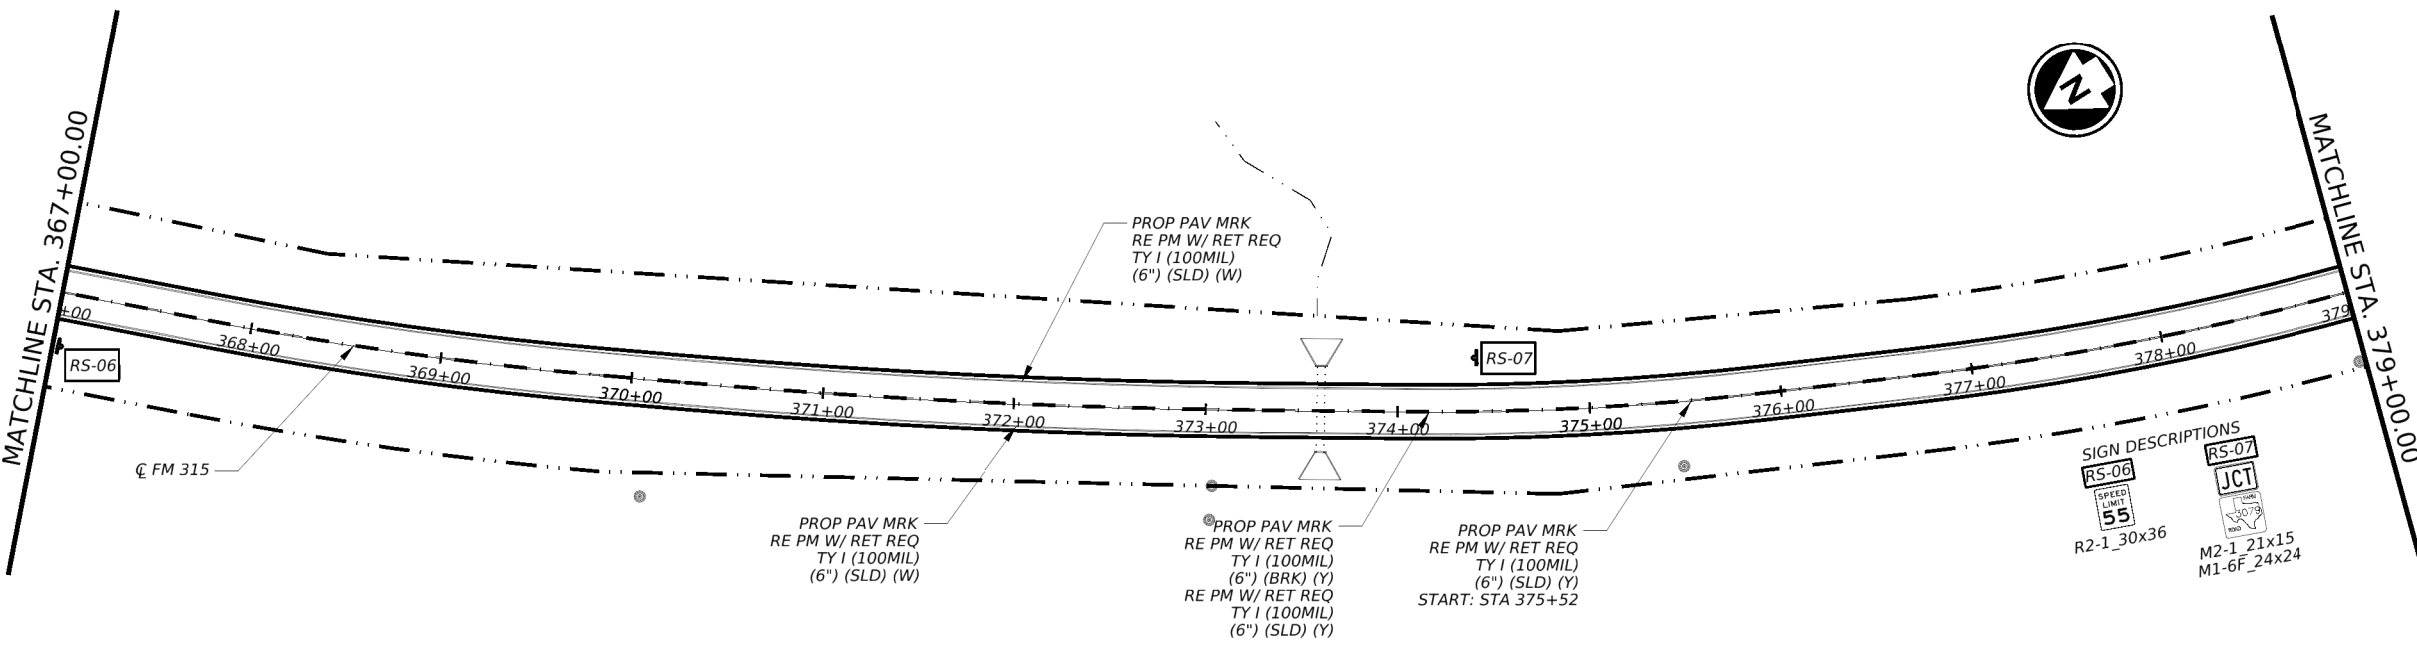 MATCHLINE STA. 367+00.00
+00
368+00
369+00
370+00
371+00
372+00
373+00
374+00
375+00
376+00
377+00
378+00
379
MATCHLINE STA. 379+00.00
N
RS-06
℄ FM 315
PROP PAV MRK
RE PM W/ RET REQ
TY I (100MIL)
(6") (SLD) (W)
RS-07
PROP PAV MRK
RE PM W/ RET REQ
TY I (100MIL)
(6") (SLD) (W)
PROP PAV MRK
RE PM W/ RET REQ
TY I (100MIL)
(6") (BRK) (Y)
RE PM W/ RET REQ
TY I (100MIL)
(6") (SLD) (Y)
PROP PAV MRK
RE PM W/ RET REQ
TY I (100MIL)
(6") (SLD) (Y)
START: STA 375+52
SIGN DESCRIPTIONS
RS-06
SPEED
LIMIT
55
R2-1_30x36
RS-07
JCT
FARM
3079
ROAD
M2-1_21x15
M1-6F_24x24